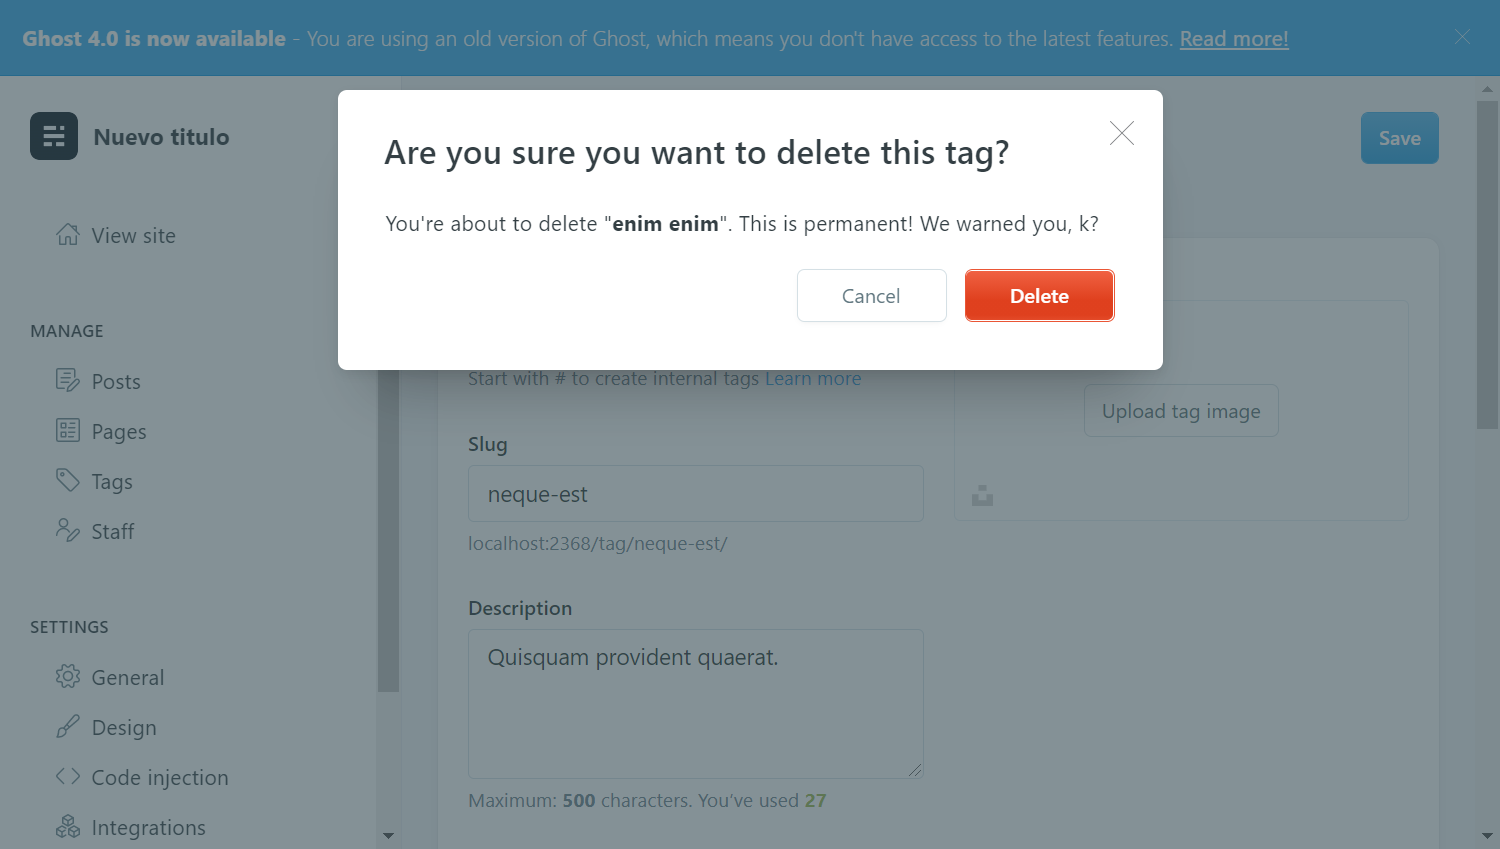 Ghost 4.0 is now available - You are using an old version of Ghost, which means you don't have access to the latest features. Read more!
Nuevo titulo
Save
View site
MANAGE
Posts
Pages
Tags
Staff
SETTINGS
General
Design
Code injection
Integrations
Are you sure you want to delete this tag?
You're about to delete "enim enim". This is permanent! We warned you, k?
Cancel
Delete
Start with # to create internal tags Learn more
Upload tag image
Slug
neque-est
localhost:2368/tag/neque-est/
Description
Quisquam provident quaerat.
Maximum: 500 characters. You’ve used 27